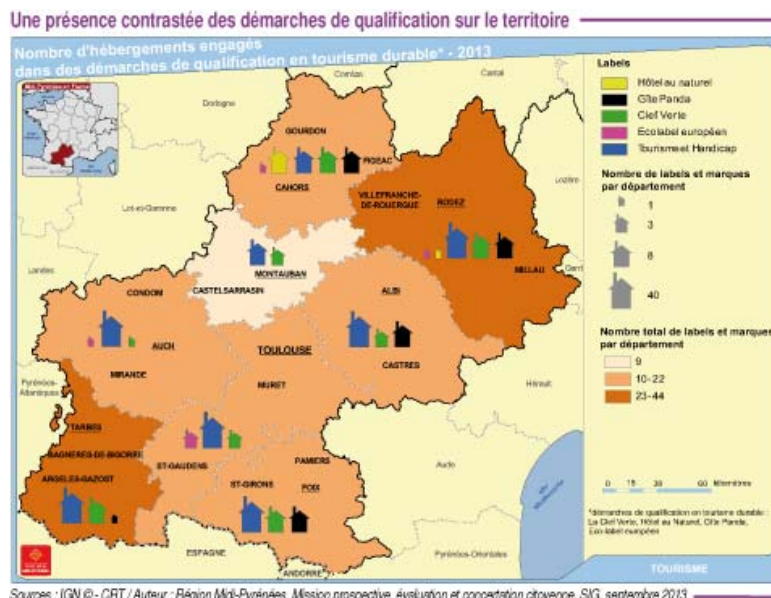 Une présence contrastée des démarches de qualification sur le territoire
Nombre d'hébergements engagés
dans des démarches de qualification en tourisme durable* - 2013
Corrèze
Cantal
Dordogne
Lot-et-Garonne
Lozère
Landes
Gard
Pyrénées-
Atlantiques
Hérault
Aude
Pyrénées-Orientales
ESPAGNE
ANDORRE
GOURDON
FIGEAC
CAHORS
VILLEFRANCHE-
DE-ROUERGUE
RODEZ
MILLAU
MONTAUBAN
CASTELSARRASIN
ALBI
CASTRES
CONDOM
AUCH
MIRANDE
TOULOUSE
MURET
TARBES
BAGNERES-DE-BIGORRE
ARGELES-GAZOST
ST-GAUDENS
ST-GIRONS
PAMIERS
FOIX
Labels
Hôtel au naturel
Gîte Panda
Clef Verte
Ecolabel européen
Tourisme et Handicap
Nombre de labels et marques
par département
1
3
8
40
Nombre total de labels et marques
par département
9
10-22
23-44
0 15 30 60 kilomètres
*démarches de qualification en tourisme durable :
La Clef Verte, Hôtel au Naturel, Gîte Panda,
Eco-label européen
TOURISME
Sources : IGN © - CRT / Auteur : Région Midi-Pyrénées, Mission prospective, évaluation et concertation citoyenne, SIG, septembre 2013